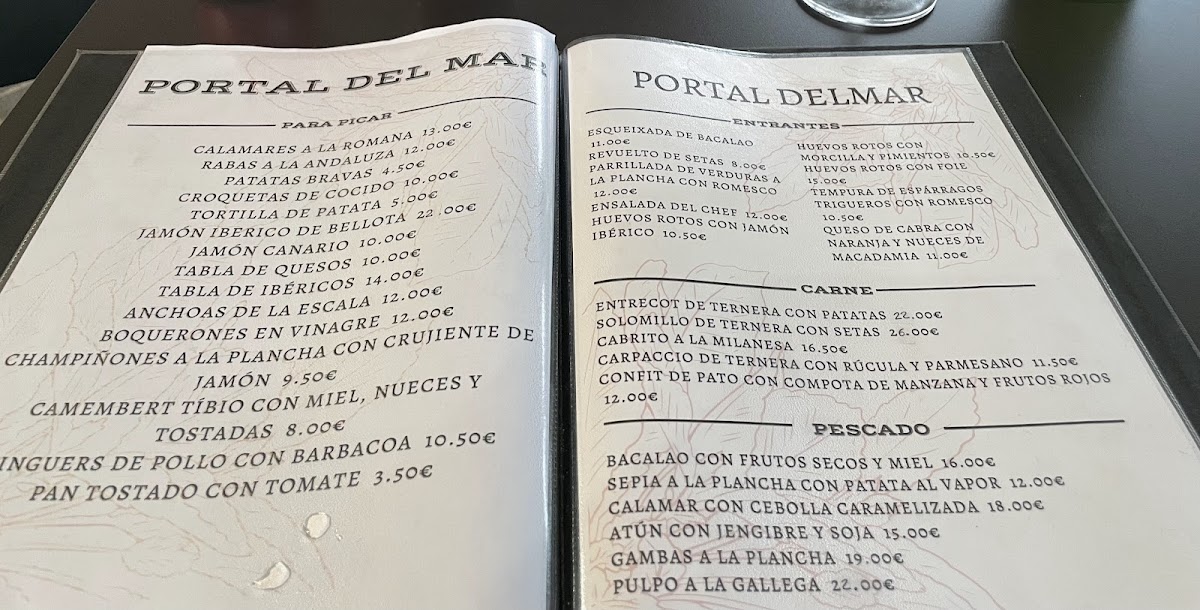 PORTAL DEL MAR
PARA PICAR
CALAMARES A LA ROMANA 13.00€
RABAS A LA ANDALUZA 12.00€
PATATAS BRAVAS 4.50€
CROQUETAS DE COCIDO 10.00€
TORTILLA DE PATATA 5.00€
JAMÓN IBERICO DE BELLOTA 22.00€
JAMÓN CANARIO 10.00€
TABLA DE QUESOS 10.00€
TABLA DE IBÉRICOS 14.00€
ANCHOAS DE LA ESCALA 12.00€
BOQUERONES EN VINAGRE 12.00€
CHAMPIÑONES A LA PLANCHA CON CRUJIENTE DE
JAMÓN 9.50€
CAMEMBERT TÍBIO CON MIEL, NUECES Y
TOSTADAS 8.00€
INGUERS DE POLLO CON BARBACOA 10.50€
PAN TOSTADO CON TOMATE 3.50€
PORTAL DELMAR
ENTRANTES
ESQUEIXADA DE BACALAO
11.00€
REVUELTO DE SETAS 8.00€
PARRILLADA DE VERDURAS A
LA PLANCHA CON ROMESCO
12.00€
ENSALADA DEL CHEF 12.00€
HUEVOS ROTOS CON JAMÓN
IBÉRICO 10.50€
HUEVOS ROTOS CON
MORCILLA Y PIMIENTOS 10.50€
HUEVOS ROTOS CON FOIE
15.00€
TEMPURA DE ESPÁRRAGOS
TRIGUEROS CON ROMESCO
10.50€
QUESO DE CABRA CON
NARANJA Y NUECES DE
MACADAMIA 11.00€
CARNE
ENTRECOT DE TERNERA CON PATATAS 22.00€
SOLOMILLO DE TERNERA CON SETAS 26.00€
CABRITO A LA MILANESA 16.50€
CARPACCIO DE TERNERA CON RÚCULA Y PARMESANO 11.50€
CONFIT DE PATO CON COMPOTA DE MANZANA Y FRUTOS ROJOS
12.00€
PESCADO
BACALAO CON FRUTOS SECOS Y MIEL 16.00€
SEPIA A LA PLANCHA CON PATATA AL VAPOR 12.00€
CALAMAR CON CEBOLLA CARAMELIZADA 18.00€
ATÚN CON JENGIBRE Y SOJA 15.00€
GAMBAS A LA PLANCHA 19.00€
PULPO A LA GALLEGA 22.00€